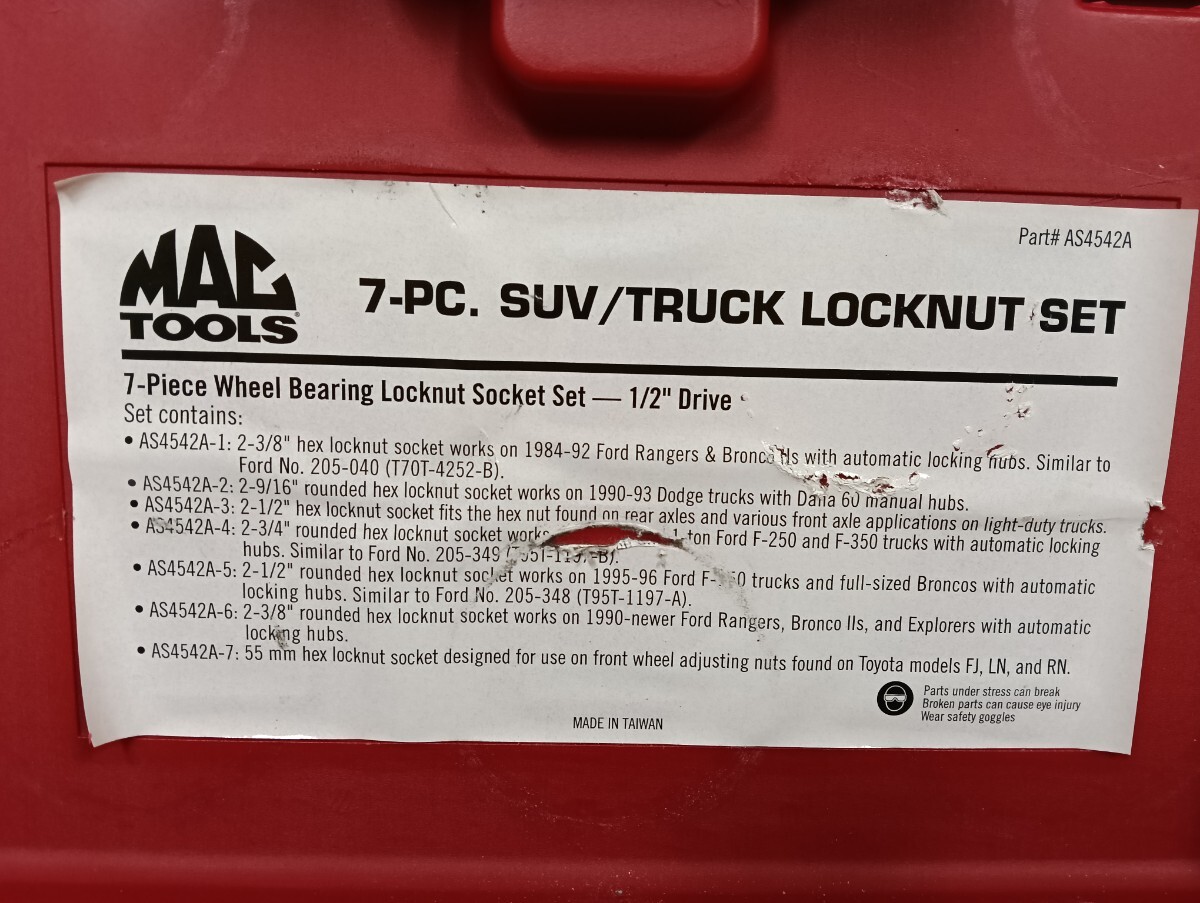 Part# AS4542A
MAC
TOOLS®
7-PC. SUV/TRUCK LOCKNUT SET
7-Piece Wheel Bearing Locknut Socket Set — 1/2" Drive
Set contains:
• AS4542A-1: 2-3/8" hex locknut socket works on 1984-92 Ford Rangers & Bronco IIs with automatic locking hubs. Similar to
Ford No. 205-040 (T70T-4252-B).
• AS4542A-2: 2-9/16" rounded hex locknut socket works on 1990-93 Dodge trucks with Dana 60 manual hubs.
• AS4542A-3: 2-1/2" hex locknut socket fits the hex nut found on rear axles and various front axle applications on light-duty trucks.
• AS4542A-4: 2-3/4" rounded hex locknut socket works -ton Ford F-250 and F-350 trucks with automatic locking
hubs. Similar to Ford No. 205-349 (T95T-1197-B).
• AS4542A-5: 2-1/2" rounded hex locknut socket works on 1995-96 Ford trucks and full-sized Broncos with automatic
locking hubs. Similar to Ford No. 205-348 (T95T-1197-A).
• AS4542A-6: 2-3/8" rounded hex locknut socket works on 1990-newer Ford Rangers, Bronco IIs, and Explorers with automatic
locking hubs.
• AS4542A-7: 55 mm hex locknut socket designed for use on front wheel adjusting nuts found on Toyota models FJ, LN, and RN.
Parts under stress can break
Broken parts can cause eye injury
Wear safety goggles
MADE IN TAIWAN